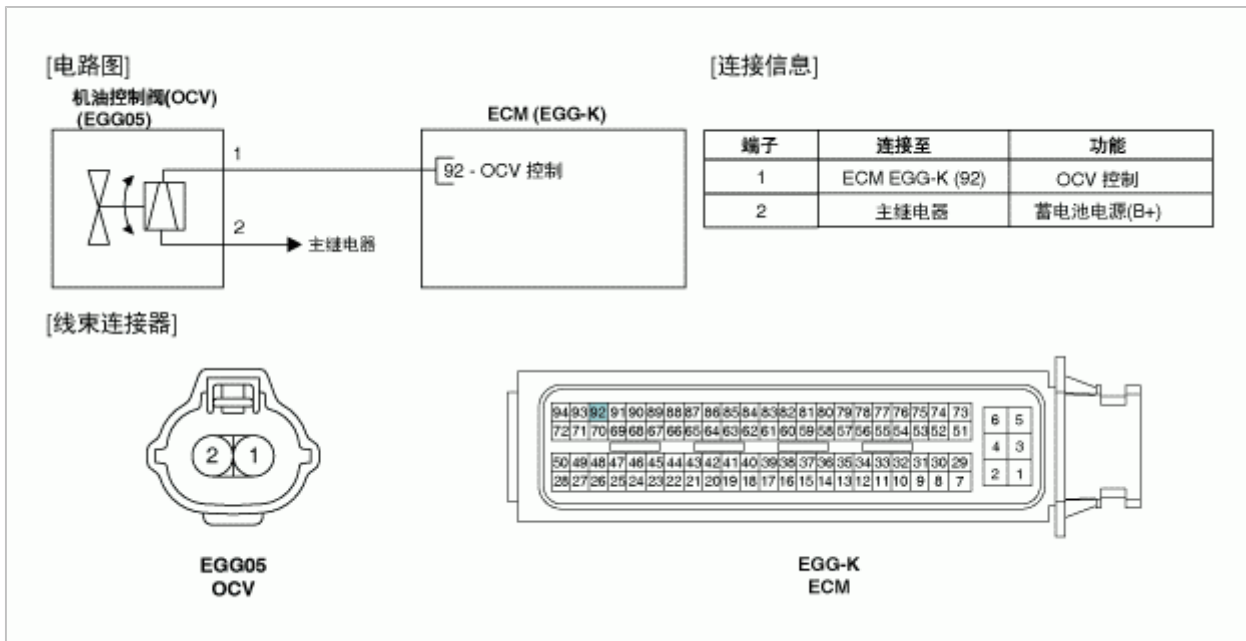 [电路图]
机油控制阀(OCV)
(EGG05)
ECM (EGG-K)
1
92 - OCV 控制
2
主继电器
[连接信息]
端子 连接至 功能
1 ECM EGG-K (92) OCV 控制
2 主继电器 蓄电池电源(B+)
[线束连接器]
2 1
EGG05
OCV
94 93 92 91 90 89 88 87 86 85 84 83 82 81 80 79 78 77 76 75 74 73
72 71 70 69 68 67 66 65 64 63 62 61 60 59 58 57 56 55 54 53 52 51
50 49 48 47 46 45 44 43 42 41 40 39 38 37 36 35 34 33 32 31 30 29
28 27 26 25 24 23 22 21 20 19 18 17 16 15 14 13 12 11 10 9 8 7
6 5
4 3
2 1
EGG-K
ECM